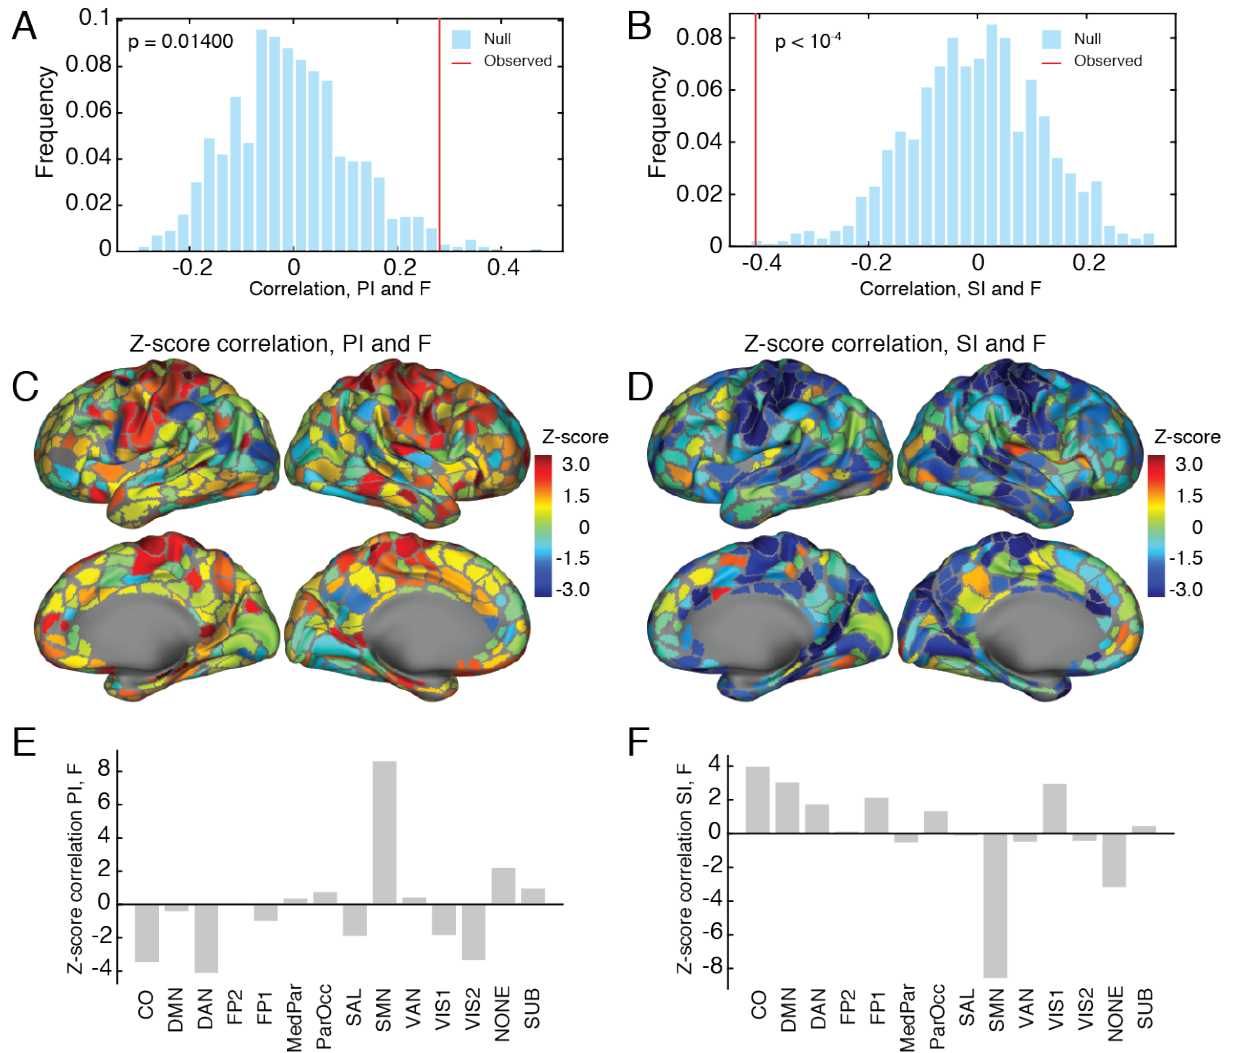 A
0.1
0.08
0.06
0.04
0.02
0
Frequency
p = 0.01400
Null
Observed
-0.2
0
0.2
0.4
Correlation, PI and F
B
0.08
0.06
0.04
0.02
0
Frequency
p < 10-4
Null
Observed
-0.4
-0.2
0
0.2
Correlation, SI and F
Z-score correlation, PI and F
C
Z-score
3.0
1.5
0
-1.5
-3.0
Z-score correlation, SI and F
D
Z-score
3.0
1.5
0
-1.5
-3.0
E
Z-score correlation PI, F
8
6
4
2
0
-2
-4
CO
DMN
DAN
FP2
FP1
MedPar
ParOcc
SAL
SMN
VAN
VIS1
VIS2
NONE
SUB
F
Z-score correlation SI, F
4
2
0
-2
-4
-6
-8
CO
DMN
DAN
FP2
FP1
MedPar
ParOcc
SAL
SMN
VAN
VIS1
VIS2
NONE
SUB